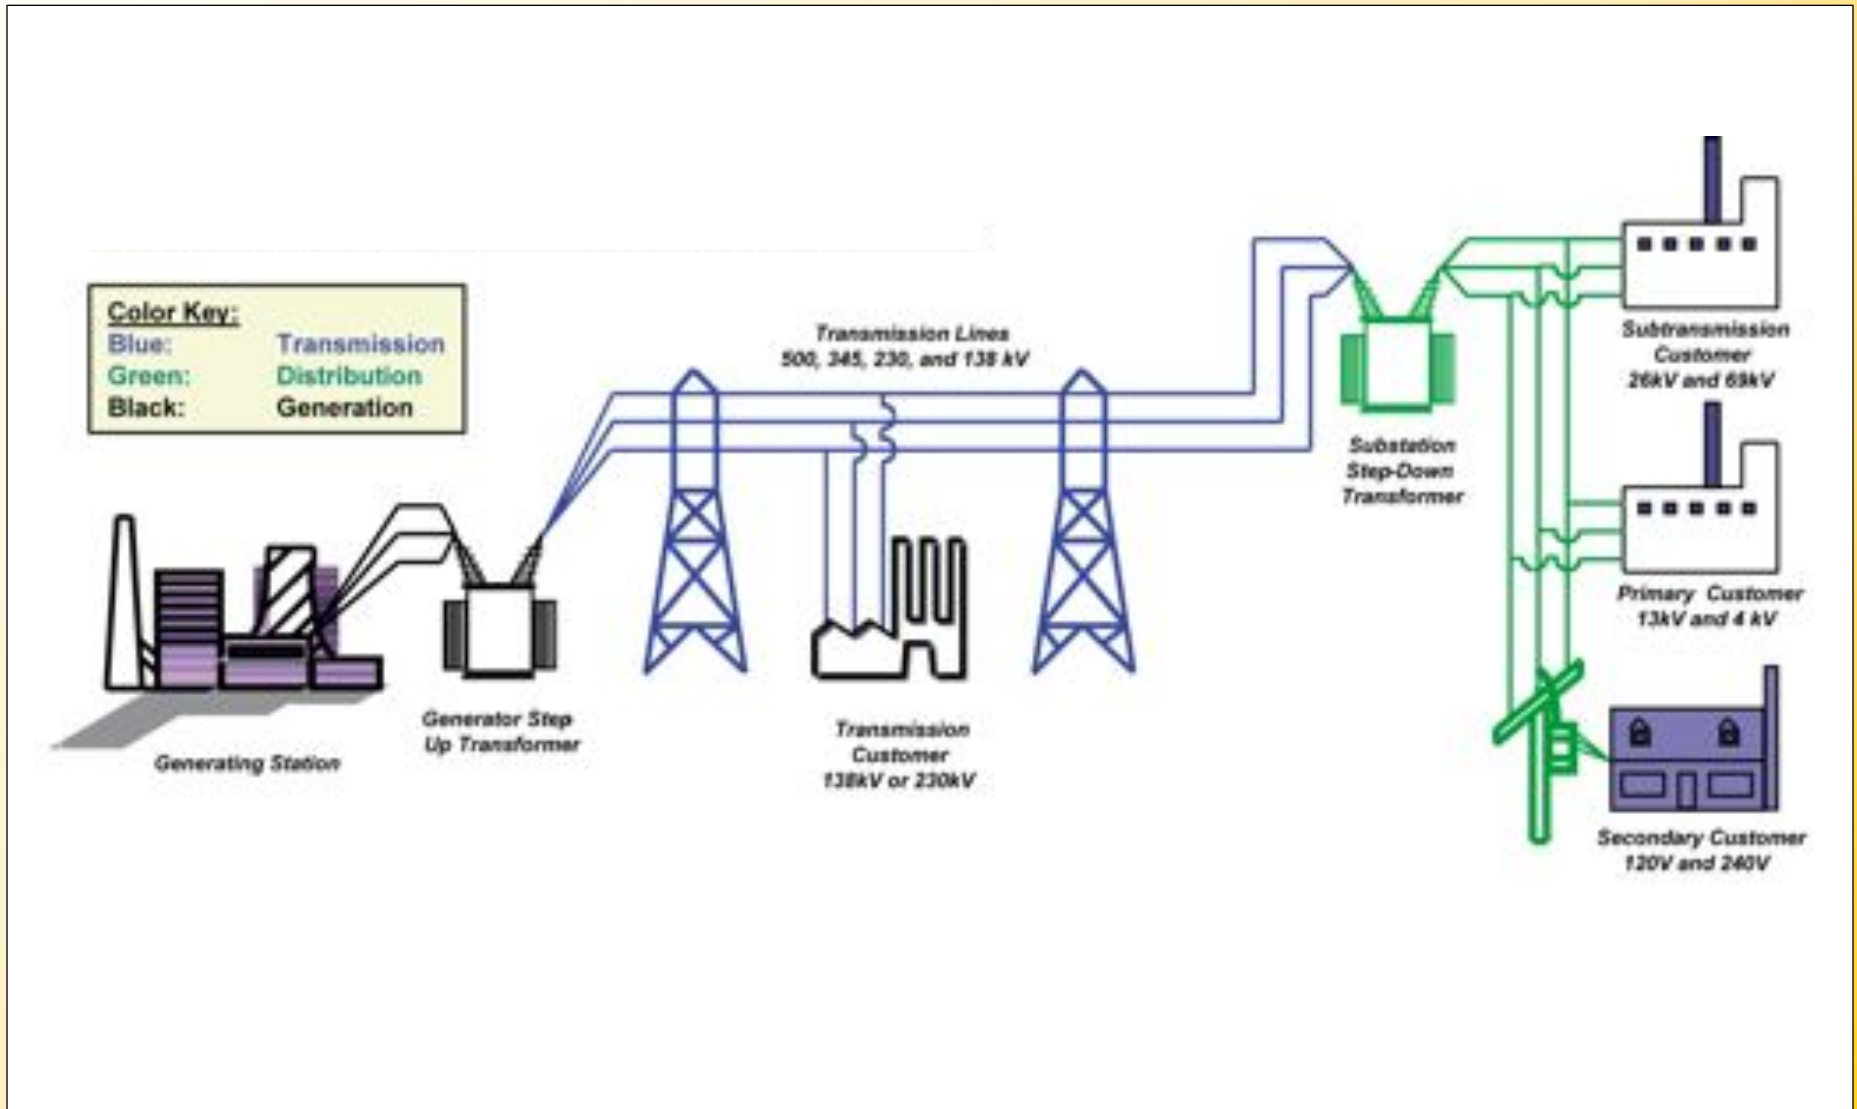 Color Key:
Blue: Transmission
Green: Distribution
Black: Generation
Transmission Lines
500, 345, 230, and 138 kV
Generating Station
Generator Step
Up Transformer
Transmission
Customer
138kV or 230kV
Substation
Step-Down
Transformer
Subtransmission
Customer
26kV and 69kV
Primary Customer
13kV and 4 kV
Secondary Customer
120V and 240V